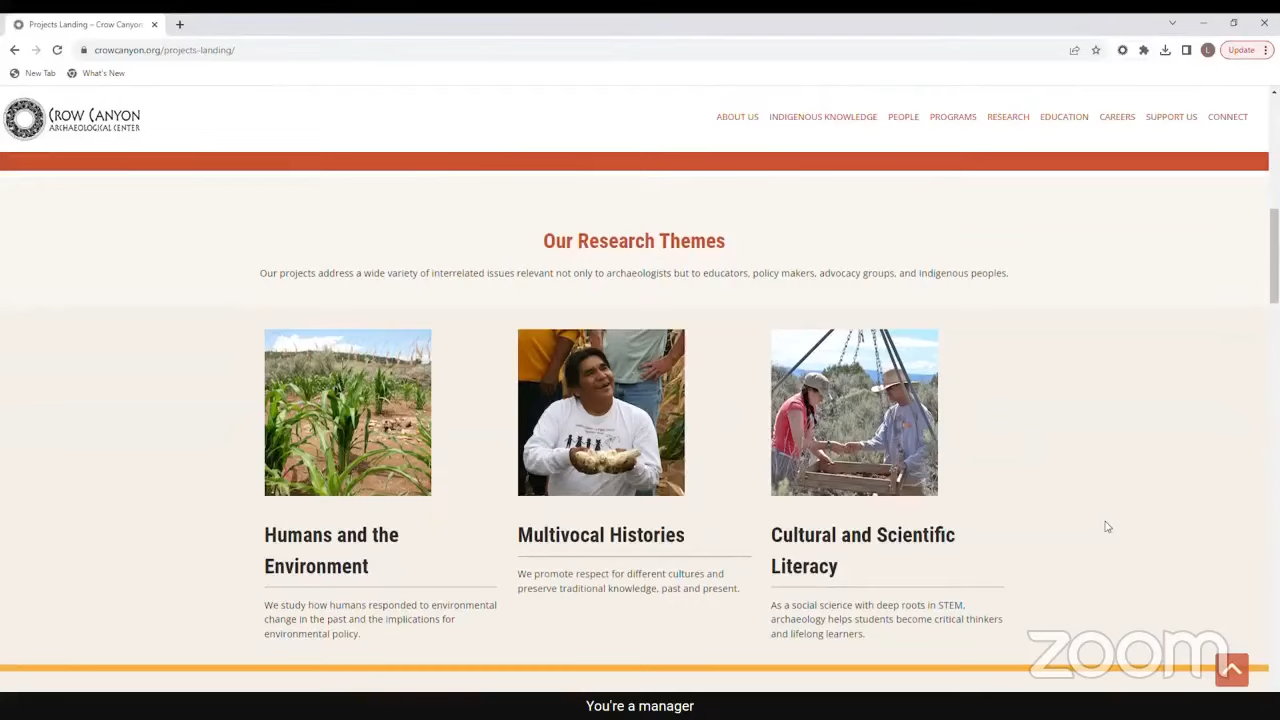 Projects Landing – Crow Canyon
crowcanyon.org/projects-landing/
Update
New Tab
What's New
CROW CANYON
ARCHAEOLOGICAL CENTER
ABOUT US
INDIGENOUS KNOWLEDGE
PEOPLE
PROGRAMS
RESEARCH
EDUCATION
CAREERS
SUPPORT US
CONNECT
Our Research Themes
Our projects address a wide variety of interrelated issues relevant not only to archaeologists but to educators, policy makers, advocacy groups, and Indigenous peoples.
Humans and the
Environment
We study how humans responded to environmental
change in the past and the implications for
environmental policy.
Multivocal Histories
We promote respect for different cultures and
preserve traditional knowledge, past and present.
Cultural and Scientific
Literacy
As a social science with deep roots in STEM,
archaeology helps students become critical thinkers
and lifelong learners.
zoom
You're a manager